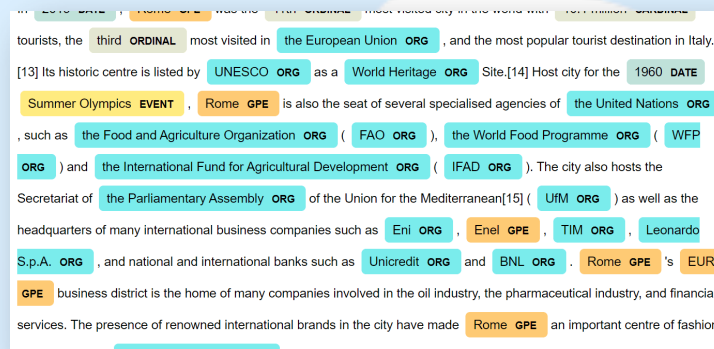 tourists, the third ORDINAL most visited in the European Union ORG , and the most popular tourist destination in Italy.
[13] Its historic centre is listed by UNESCO ORG as a World Heritage ORG Site.[14] Host city for the 1960 DATE
Summer Olympics EVENT , Rome GPE is also the seat of several specialised agencies of the United Nations ORG
, such as the Food and Agriculture Organization ORG ( FAO ORG ), the World Food Programme ORG ( WFP
ORG ) and the International Fund for Agricultural Development ORG ( IFAD ORG ). The city also hosts the
Secretariat of the Parliamentary Assembly ORG of the Union for the Mediterranean[15] ( UfM ORG ) as well as the
headquarters of many international business companies such as Eni ORG , Enel GPE , TIM ORG , Leonardo
S.p.A. ORG , and national and international banks such as Unicredit ORG and BNL ORG . Rome GPE 's EUR
GPE business district is the home of many companies involved in the oil industry, the pharmaceutical industry, and financia
services. The presence of renowned international brands in the city have made Rome GPE an important centre of fashion